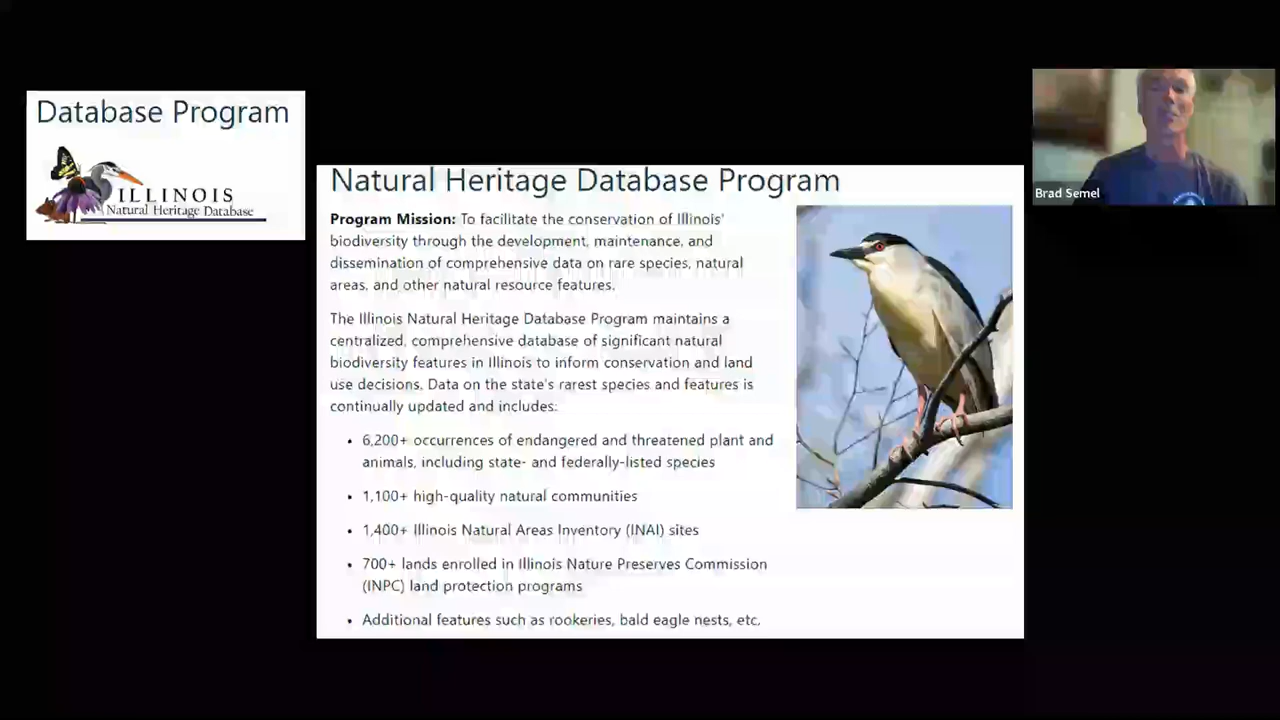 Database Program
ILLINOIS
Natural Heritage Database
Natural Heritage Database Program
Program Mission: To facilitate the conservation of Illinois'
biodiversity through the development, maintenance, and
dissemination of comprehensive data on rare species, natural
areas, and other natural resource features.
The Illinois Natural Heritage Database Program maintains a
centralized, comprehensive database of significant natural
biodiversity features in Illinois to inform conservation and land
use decisions. Data on the state's rarest species and features is
continually updated and includes:
• 6,200+ occurrences of endangered and threatened plant and
animals, including state- and federally-listed species
• 1,100+ high-quality natural communities
• 1,400+ Illinois Natural Areas Inventory (INAI) sites
• 700+ lands enrolled in Illinois Nature Preserves Commission
(INPC) land protection programs
• Additional features such as rookeries, bald eagle nests, etc.
Brad Semel